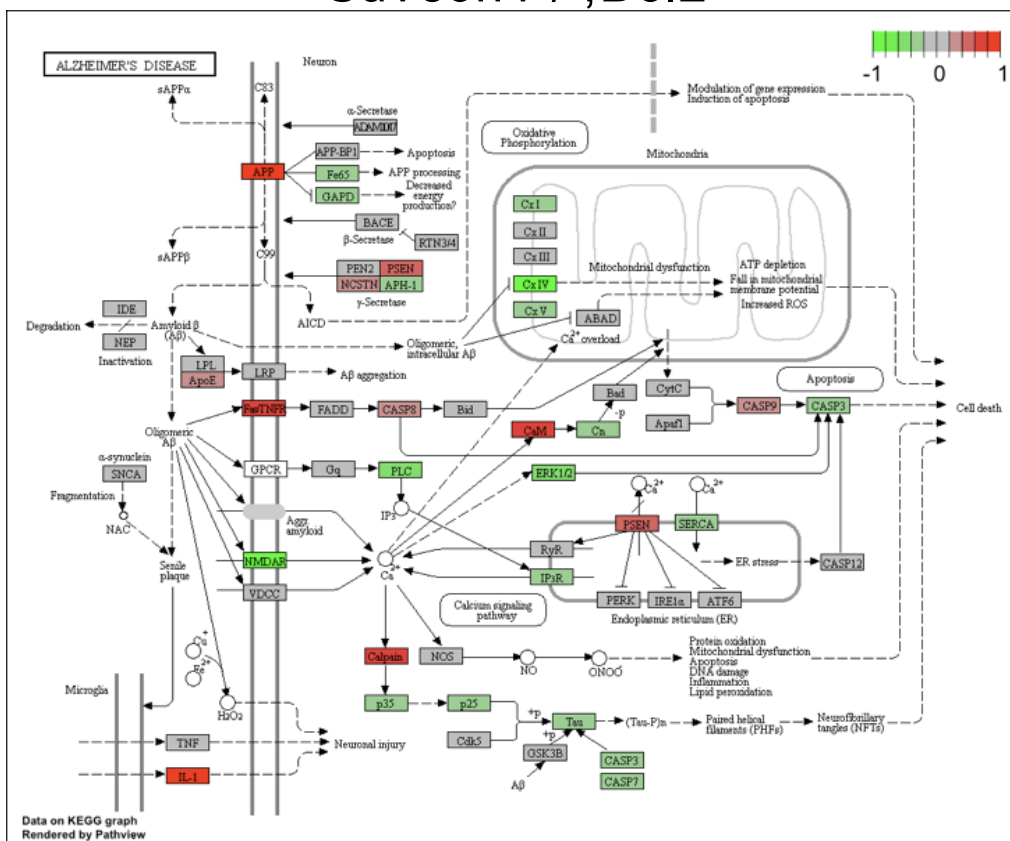 ALZHEIMER'S DISEASE
Neuron
-1 0 1
sAPPα
C83
α-Secretase
ADAM10/17
Modulation of gene expression
Induction of apoptosis
Oxidative
Phosphorylation
Mitochondria
APP
APP-BP1
Apoptosis
Fe65
APP processing
GAPD
Decreased
energy
production?
BACE
β-Secretase
RTN3/4
sAPPβ
C99
PEN2
PSEN
NCSTN
APH-1
γ-Secretase
Cx I
Cx II
Cx III
Cx IV
Cx V
Mitochondrial dysfunction
ATP depletion
Fall in mitochondrial
membrane potential
Increased ROS
ABAD
Ca2+ overload
IDE
Degradation
NEP
Inactivation
Amyloid β
(Aβ)
AICD
Oligomeric,
intracellular Aβ
LPL
ApoE
LRP
Aβ aggregation
Bad
CytC
Apoptosis
Fas/TNFR
FADD
CASP8
Bid
-p
Apaf1
CASP9
CASP3
Cell death
CaM
Cn
Oligomeric
Aβ
α-synuclein
SNCA
GPCR
Gq
PLC
ERK1/2
Fragmentation
NAC
IP3
Aggr.
amyloid
Ca2+
Ca2+
PSEN
SERCA
Senile
plaque
NMDAR
VDCC
Ca2+
RyR
IP3R
ER stress
CASP12
PERK
IRE1α
ATF6
Endoplasmic reticulum (ER)
Calcium signaling
pathway
Cu+
Fe2+
Calpain
NOS
NO
ONOO-
Protein oxidation
Mitochondrial dysfunction
Apoptosis
DNA damage
Inflammation
Lipid peroxidation
Microglia
H2O2
p35
p25
+p
Tau
(Tau-P)n
Paired helical
filaments (PHFs)
Neurofibrillary
tangles (NFTs)
TNF
Neuronal injury
Cdk5
+p
GSK3B
Aβ
CASP3
CASP7
IL-1
Data on KEGG graph
Rendered by Pathview